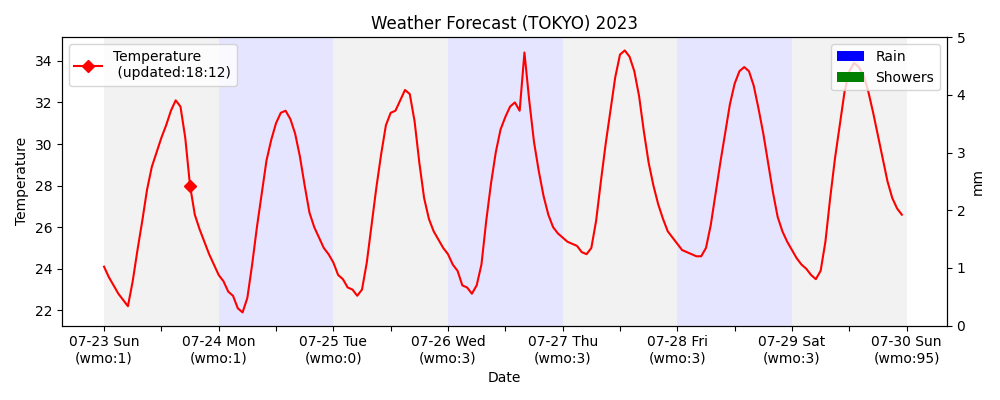 Weather Forecast (TOKYO) 2023
Temperature
(updated:18:12)
Rain
Showers
34
32
30
28
26
24
22
Temperature
5
4
3
2
1
0
mm
07-23 Sun 07-24 Mon 07-25 Tue 07-26 Wed 07-27 Thu 07-28 Fri 07-29 Sat 07-30 Sun
(wmo:1) (wmo:1) (wmo:0) (wmo:3) (wmo:3) (wmo:3) (wmo:3) (wmo:95)
Date